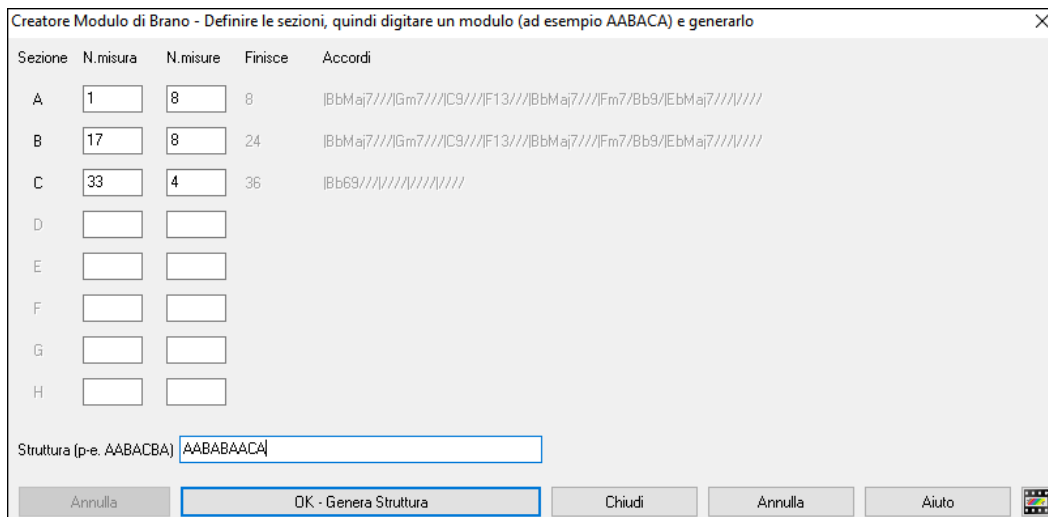 Creatore Modulo di Brano - Definire le sezioni, quindi digitare un modulo (ad esempio AABACA) e generarlo
Sezione N.misura N.misure Finisce Accordi
A 1 8 8 |BbMaj7///|Gm7///|C9///|F13///|BbMaj7///|Fm7/Bb9/|EbMaj7///|////
B 17 8 24 |BbMaj7///|Gm7///|C9///|F13///|BbMaj7///|Fm7/Bb9/|EbMaj7///|////
C 33 4 36 |Bb69///|////|////|////
D
E
F
G
H
Struttura (p-e. AABACBA) AABABAACA
Annulla OK - Genera Struttura Chiudi Annulla Aiuto